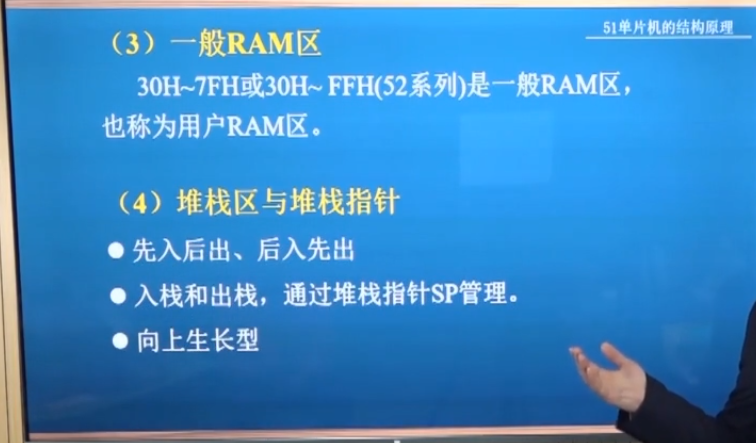 51单片机的结构原理
（3）一般RAM区
30H~7FH或30H~ FFH(52系列)是一般RAM区，
也称为用户RAM区。
（4）堆栈区与堆栈指针
● 先入后出、后入先出
● 入栈和出栈，通过堆栈指针SP管理。
● 向上生长型